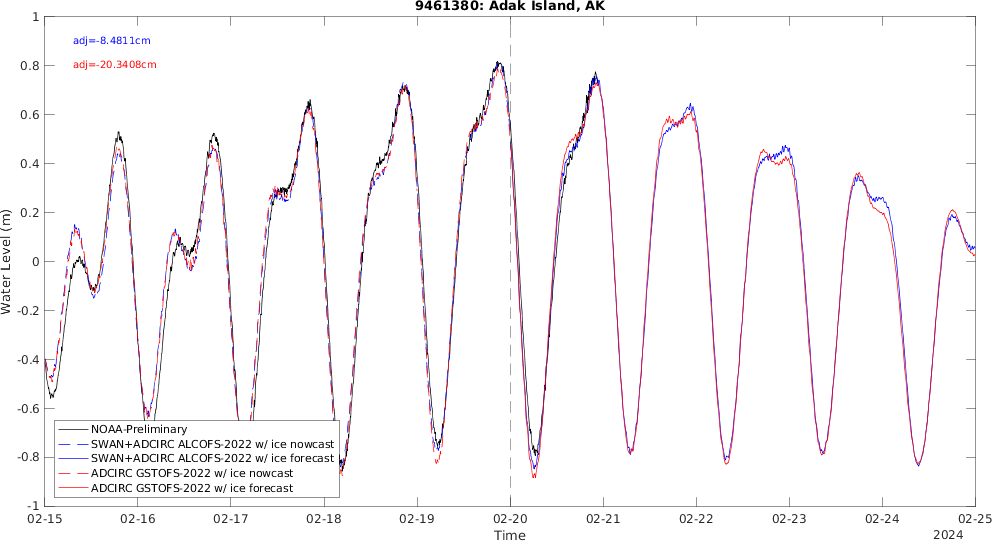 9461380: Adak Island, AK
adj=-8.4811cm
adj=-20.3408cm
Water Level (m)
1
0.8
0.6
0.4
0.2
0
-0.2
-0.4
-0.6
-0.8
-1
NOAA-Preliminary
SWAN+ADCIRC ALCOFS-2022 w/ ice nowcast
SWAN+ADCIRC ALCOFS-2022 w/ ice forecast
ADCIRC GSTOFS-2022 w/ ice nowcast
ADCIRC GSTOFS-2022 w/ ice forecast
02-15 02-16 02-17 02-18 02-19 02-20 02-21 02-22 02-23 02-24 02-25
Time
2024